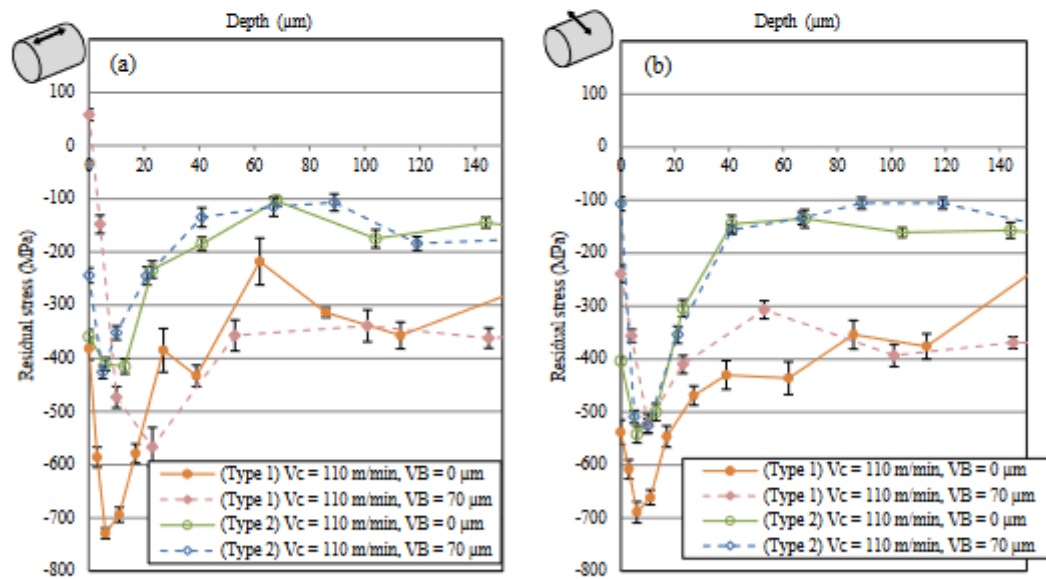 Depth (µm)
(a)
100
0
0 20 40 60 80 100 120 140
-100
-200
-300
-400
-500
-600
-700
-800
Residual stress (MPa)
(Type 1) Vc = 110 m/min, VB = 0 µm
(Type 1) Vc = 110 m/min, VB = 70 µm
(Type 2) Vc = 110 m/min, VB = 0 µm
(Type 2) Vc = 110 m/min, VB = 70 µm
Depth (µm)
(b)
100
0
0 20 40 60 80 100 120 140
-100
-200
-300
-400
-500
-600
-700
-800
Residual stress (MPa)
(Type 1) Vc = 110 m/min, VB = 0 µm
(Type 1) Vc = 110 m/min, VB = 70 µm
(Type 2) Vc = 110 m/min, VB = 0 µm
(Type 2) Vc = 110 m/min, VB = 70 µm